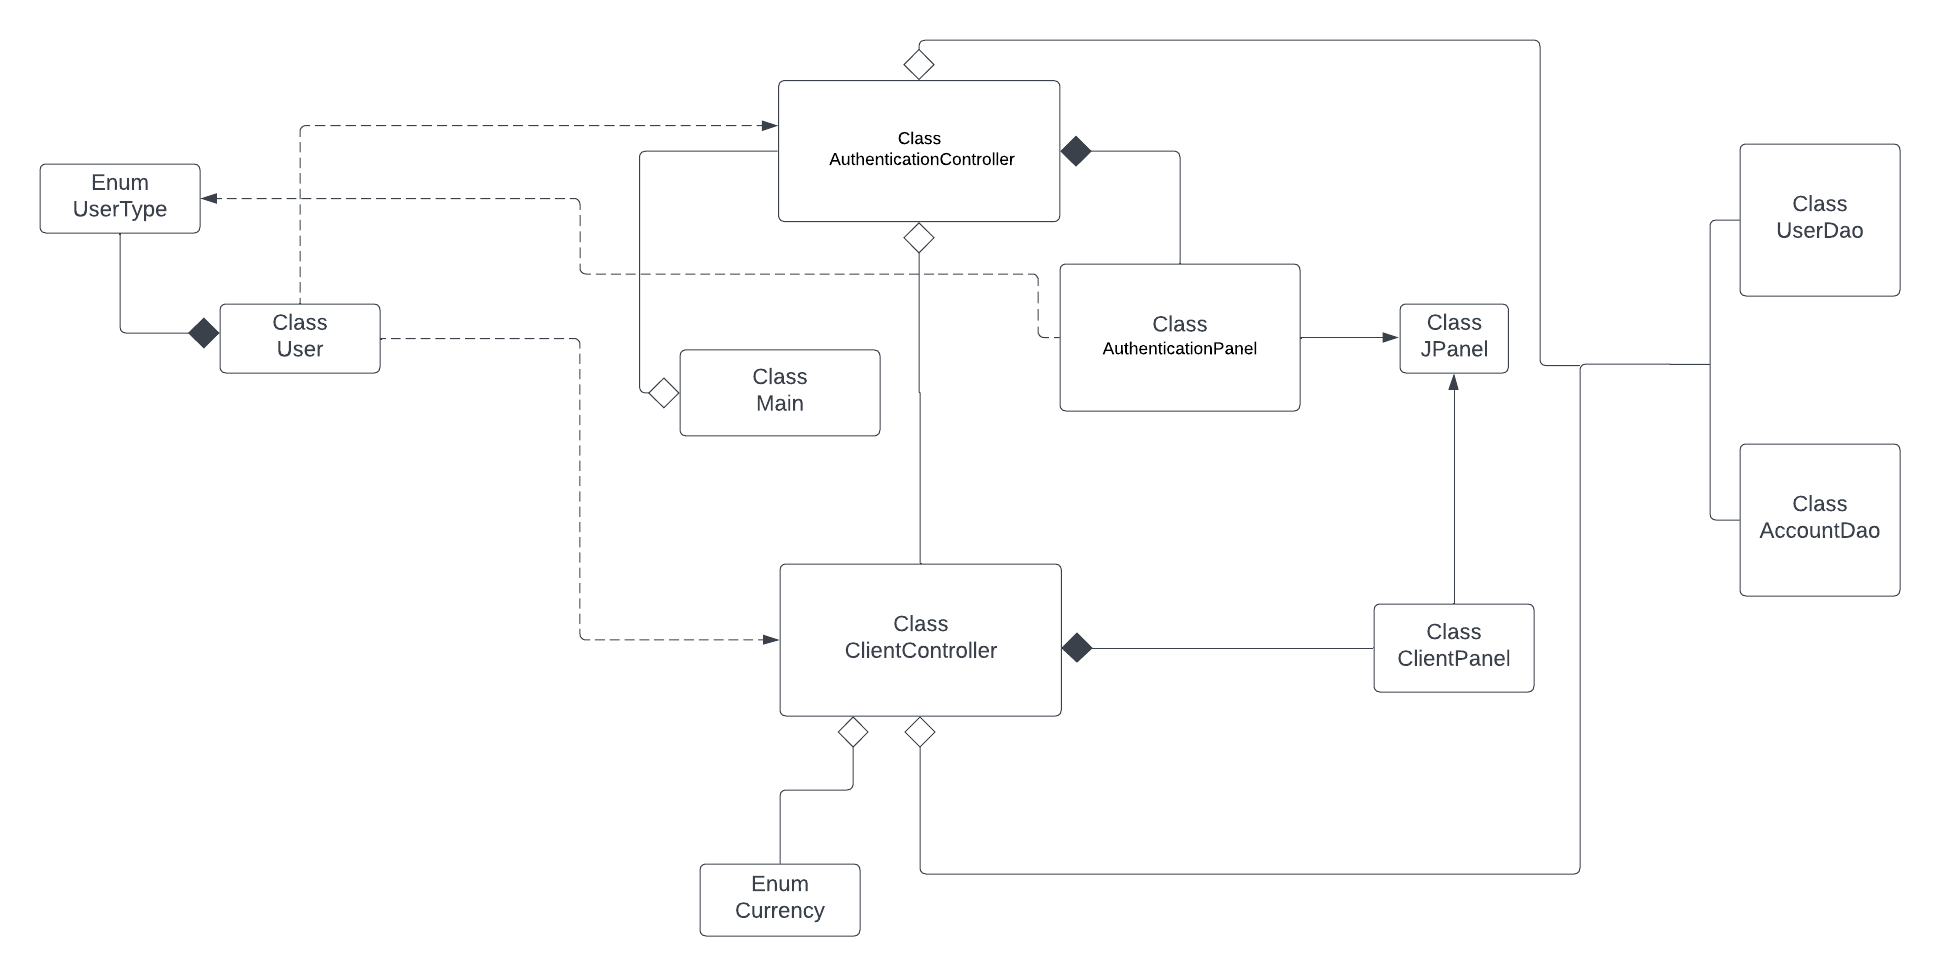 Class
AuthenticationController
Enum
UserType
Class
UserDao
Class
User
Class
AuthenticationPanel
Class
JPanel
Class
Main
Class
AccountDao
Class
ClientController
Class
ClientPanel
Enum
Currency